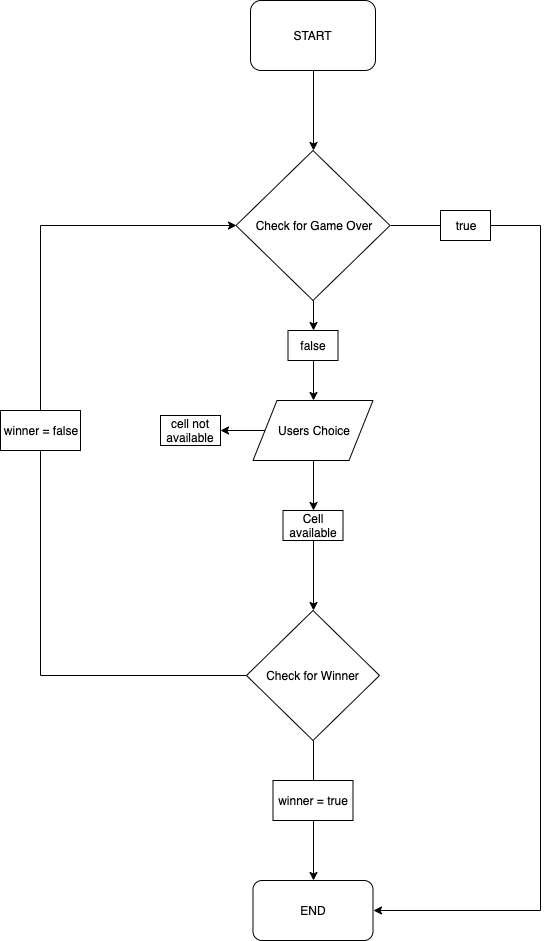 START
Check for Game Over
true
false
winner = false
cell not
available
Users Choice
Cell
available
Check for Winner
winner = true
END